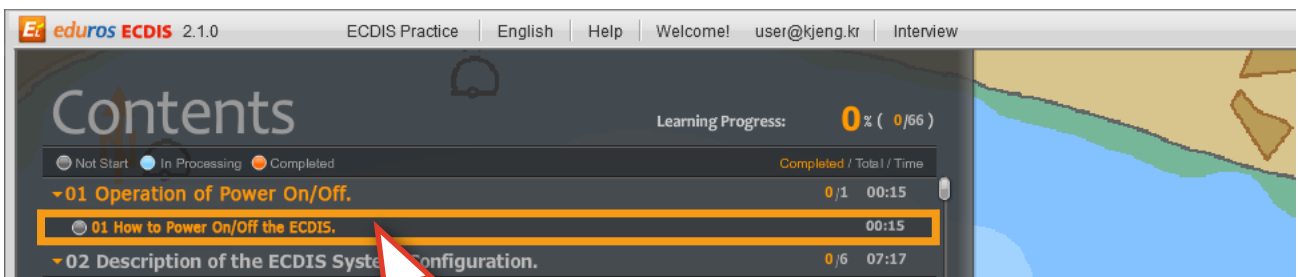 Et eduros ECDIS 2.1.0 ECDIS Practice English Help Welcome! user@kjeng.kr Interview
Contents
Learning Progress: 0 % ( 0/66 )
Not Start In Processing Completed Completed / Total / Time
01 Operation of Power On/Off. 0/1 00:15
01 How to Power On/Off the ECDIS. 00:15
02 Description of the ECDIS System Configuration. 0/6 07:17